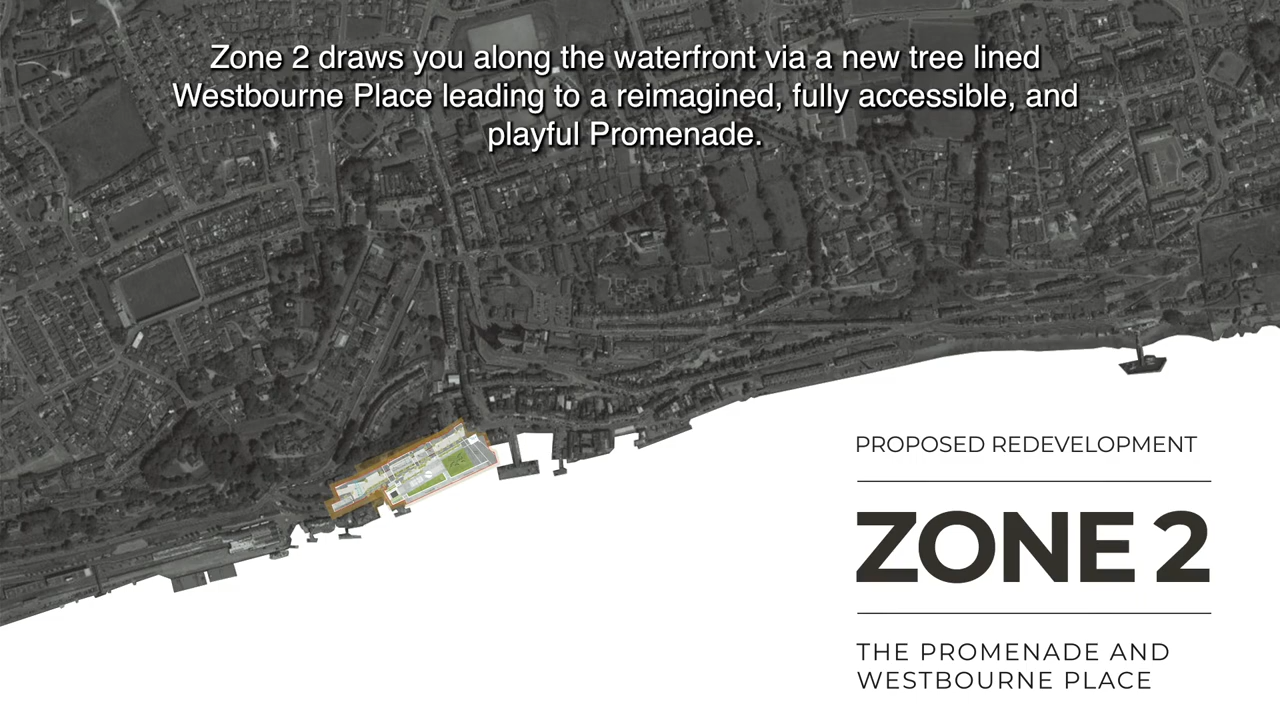 Zone 2 draws you along the waterfront via a new tree lined
Westbourne Place leading to a reimagined, fully accessible, and
playful Promenade.
PROPOSED REDEVELOPMENT
ZONE 2
THE PROMENADE AND
WESTBOURNE PLACE